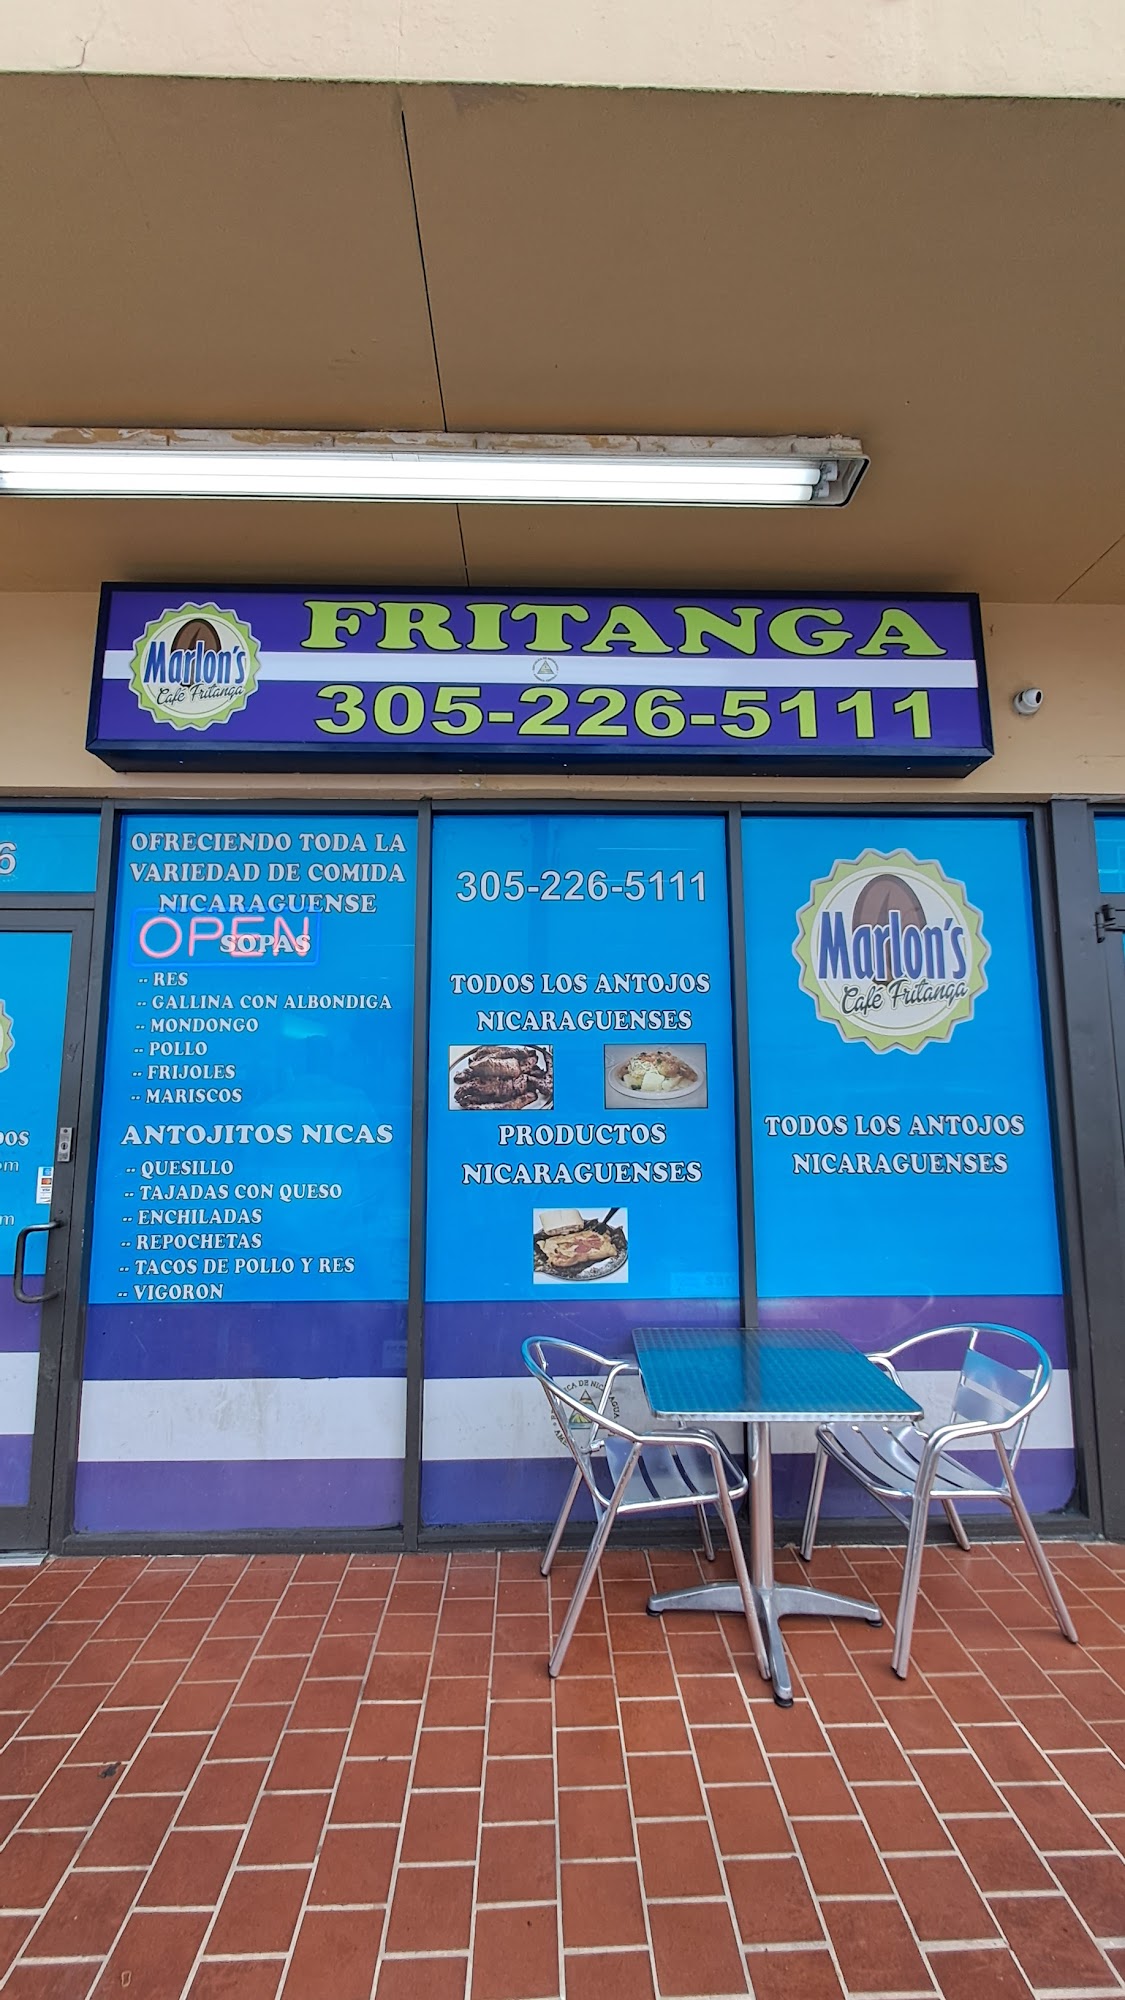 Marlon's
Café Fritanga
FRITANGA
305-226-5111
6
OFRECIENDO TODA LA
VARIEDAD DE COMIDA
NICARAGUENSE
OPEN
SOPAS
-- RES
-- GALLINA CON ALBONDIGA
-- MONDONGO
-- POLLO
-- FRIJOLES
-- MARISCOS
ANTOJITOS NICAS
-- QUESILLO
-- TAJADAS CON QUESO
-- ENCHILADAS
-- REPOCHETAS
-- TACOS DE POLLO Y RES
-- VIGORON
305-226-5111
TODOS LOS ANTOJOS
NICARAGUENSES
PRODUCTOS
NICARAGUENSES
Marlon's
Café Fritanga
TODOS LOS ANTOJOS
NICARAGUENSES